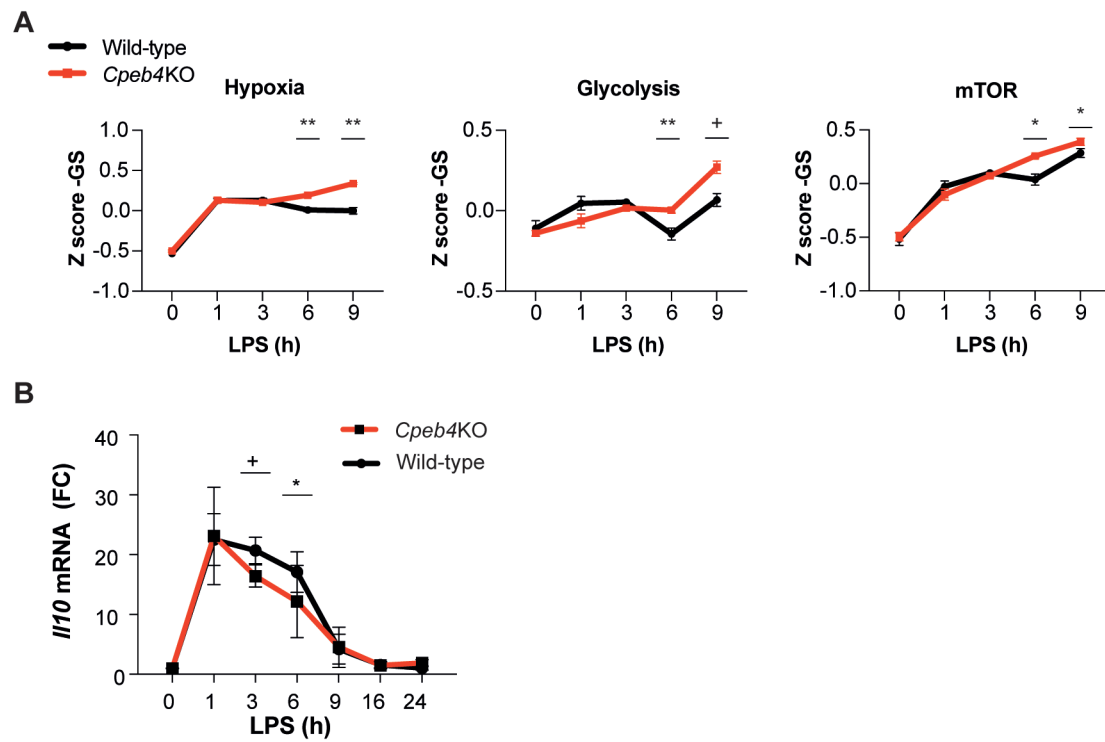 A
Wild-type
Cpeb4KO
Hypoxia
Glycolysis
mTOR
** **
** +
* *
Z score -GS
1.0
0.5
0.0
-0.5
-1.0
0 1 3 6 9
LPS (h)
Z score -GS
0.5
0.0
-0.5
0 1 3 6 9
LPS (h)
Z score -GS
0.5
0.0
-0.5
-1.0
0 1 3 6 9
LPS (h)
B
Cpeb4KO
Wild-type
+
*
Il10 mRNA (FC)
40
30
20
10
0
0 1 3 6 9 16 24
LPS (h)